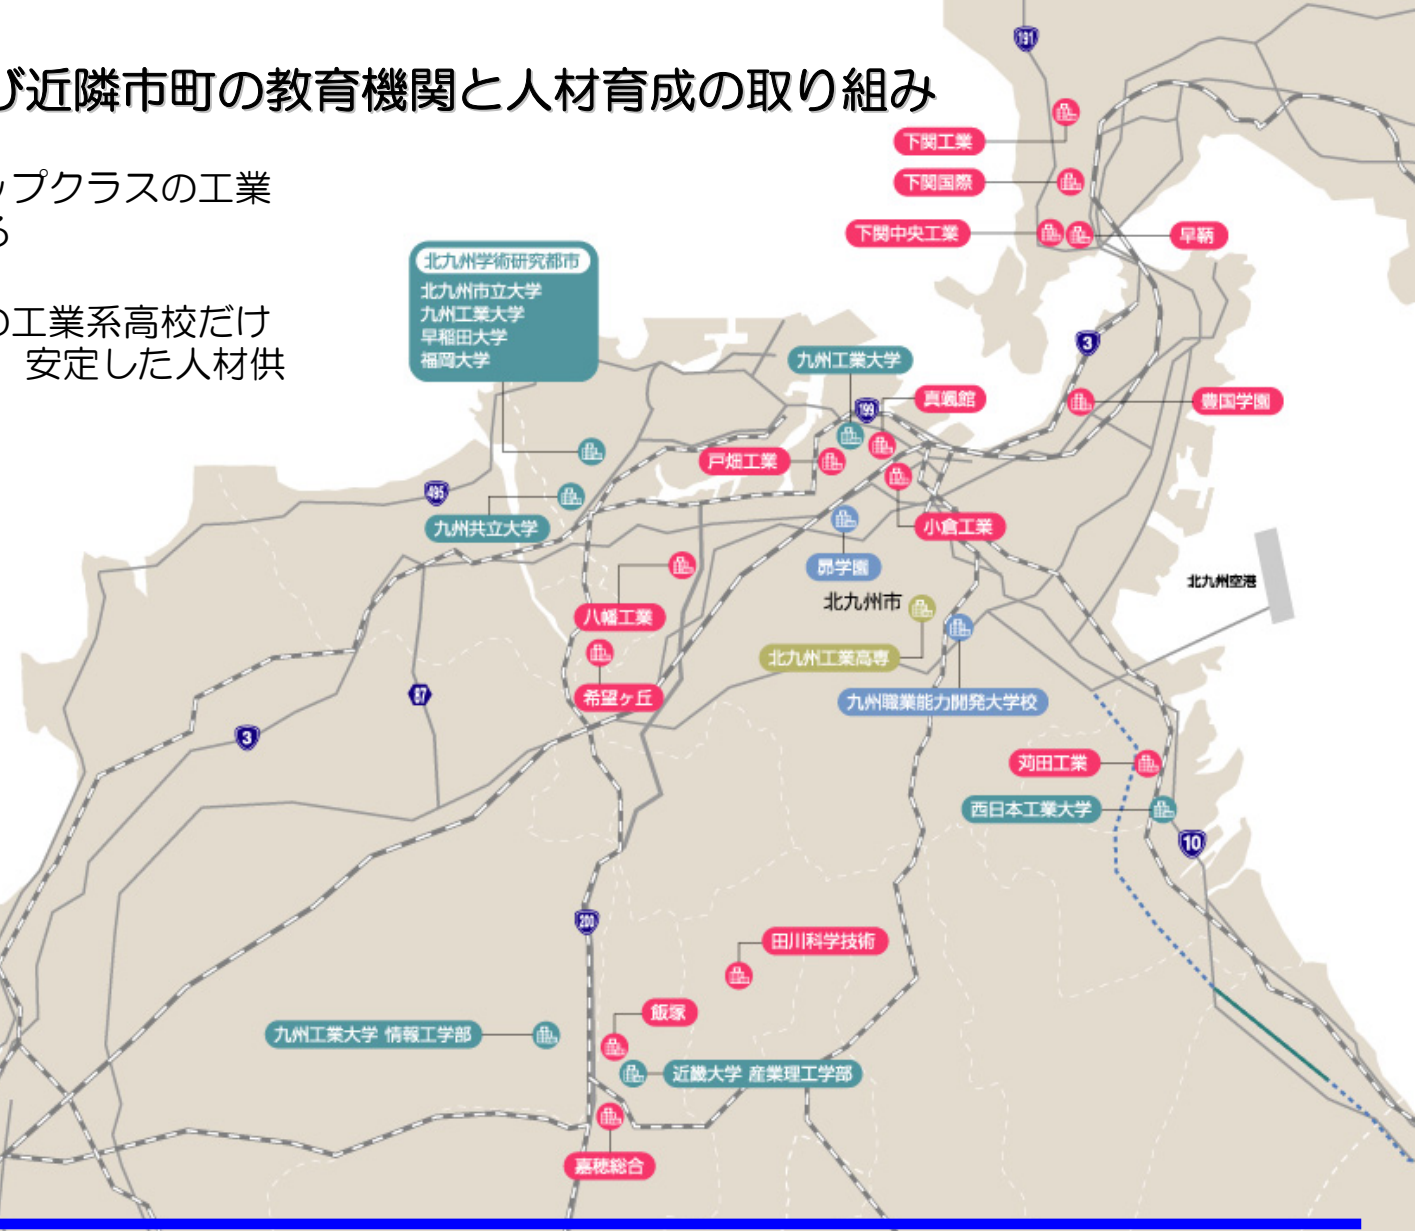 び近隣市町の教育機関と人材育成の取り組み
ップクラスの工業
る
の工業系高校だけ
安定した人材供
191
下関工業
下関国際
下関中央工業
早鞆
北九州学術研究都市
北九州市立大学
九州工業大学
早稲田大学
福岡大学
3
九州工業大学
真颯館
199
豊国学園
戸畑工業
495
九州共立大学
小倉工業
昴学園
北九州空港
北九州市
八幡工業
北九州工業高専
希望ヶ丘
87
九州職業能力開発大学校
3
苅田工業
西日本工業大学
10
200
田川科学技術
飯塚
九州工業大学 情報工学部
近畿大学 産業理工学部
嘉穂総合